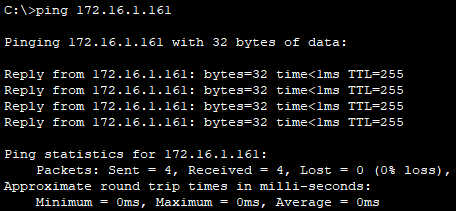 C:\>ping 172.16.1.161
Pinging 172.16.1.161 with 32 bytes of data:
Reply from 172.16.1.161: bytes=32 time<1ms TTL=255
Reply from 172.16.1.161: bytes=32 time<1ms TTL=255
Reply from 172.16.1.161: bytes=32 time<1ms TTL=255
Reply from 172.16.1.161: bytes=32 time<1ms TTL=255
Ping statistics for 172.16.1.161:
    Packets: Sent = 4, Received = 4, Lost = 0 (0% loss),
Approximate round trip times in milli-seconds:
    Minimum = 0ms, Maximum = 0ms, Average = 0ms